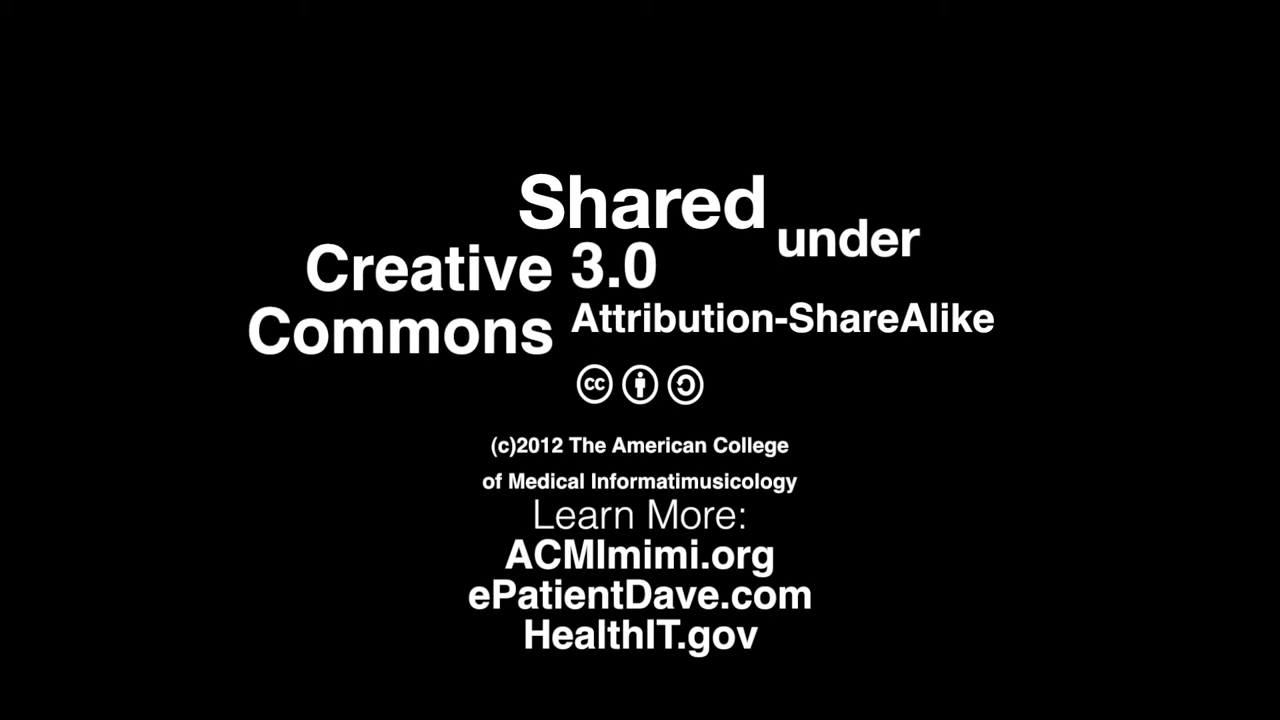 Shared
under
Creative 3.0
Commons Attribution-ShareAlike
(c)2012 The American College
of Medical Informatimusicology
Learn More:
ACMImimi.org
ePatientDave.com
HealthIT.gov